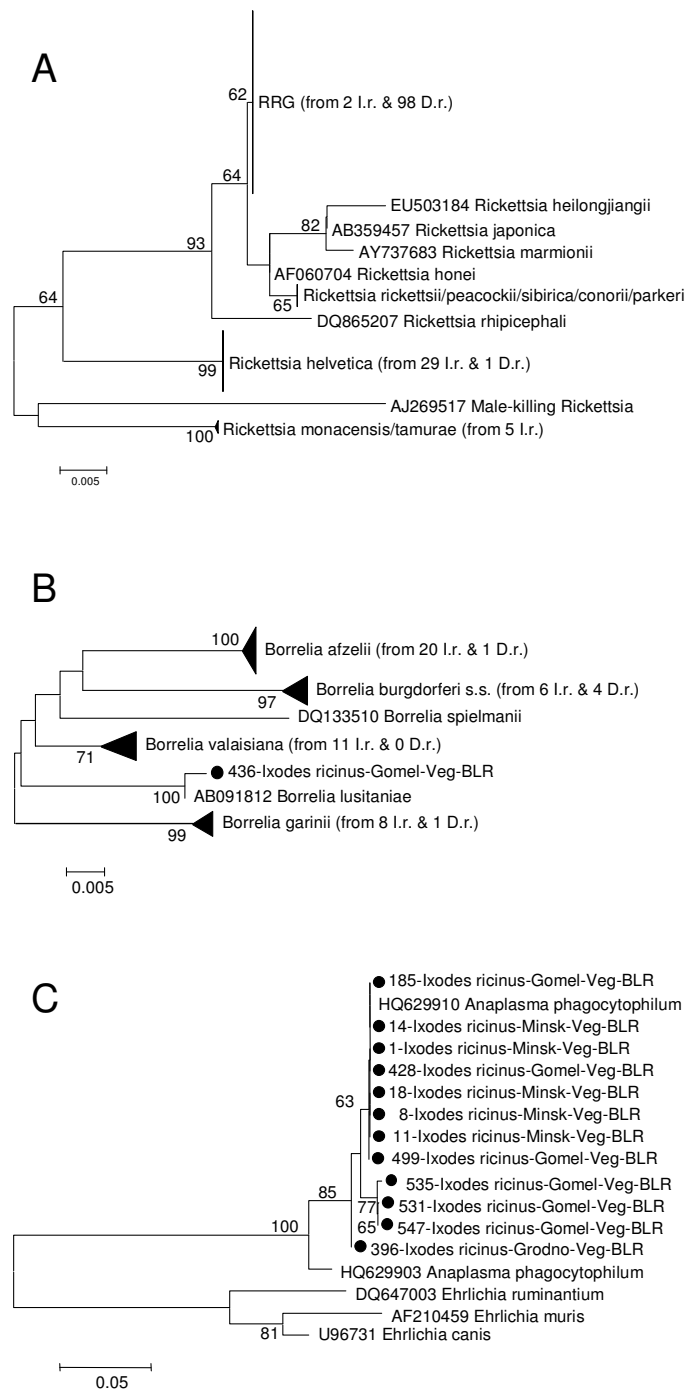 A
62
RRG (from 2 I.r. & 98 D.r.)
64
EU503184 Rickettsia heilongjiangii
82
AB359457 Rickettsia japonica
93
AY737683 Rickettsia marmionii
AF060704 Rickettsia honei
64
65
Rickettsia rickettsii/peacockii/sibirica/conorii/parkeri
DQ865207 Rickettsia rhipicephali
99
Rickettsia helvetica (from 29 I.r. & 1 D.r.)
AJ269517 Male-killing Rickettsia
100
Rickettsia monacensis/tamurae (from 5 I.r.)
0.005
B
100
Borrelia afzelii (from 20 I.r. & 1 D.r.)
97
Borrelia burgdorferi s.s. (from 6 I.r. & 4 D.r.)
DQ133510 Borrelia spielmanii
71
Borrelia valaisiana (from 11 I.r. & 0 D.r.)
436-Ixodes ricinus-Gomel-Veg-BLR
100
AB091812 Borrelia lusitaniae
99
Borrelia garinii (from 8 I.r. & 1 D.r.)
0.005
C
185-Ixodes ricinus-Gomel-Veg-BLR
HQ629910 Anaplasma phagocytophilum
14-Ixodes ricinus-Minsk-Veg-BLR
1-Ixodes ricinus-Minsk-Veg-BLR
428-Ixodes ricinus-Gomel-Veg-BLR
18-Ixodes ricinus-Minsk-Veg-BLR
63
8-Ixodes ricinus-Minsk-Veg-BLR
11-Ixodes ricinus-Minsk-Veg-BLR
499-Ixodes ricinus-Gomel-Veg-BLR
535-Ixodes ricinus-Gomel-Veg-BLR
85
77
531-Ixodes ricinus-Gomel-Veg-BLR
100
65
547-Ixodes ricinus-Gomel-Veg-BLR
396-Ixodes ricinus-Grodno-Veg-BLR
HQ629903 Anaplasma phagocytophilum
DQ647003 Ehrlichia ruminantium
AF210459 Ehrlichia muris
81
U96731 Ehrlichia canis
0.05